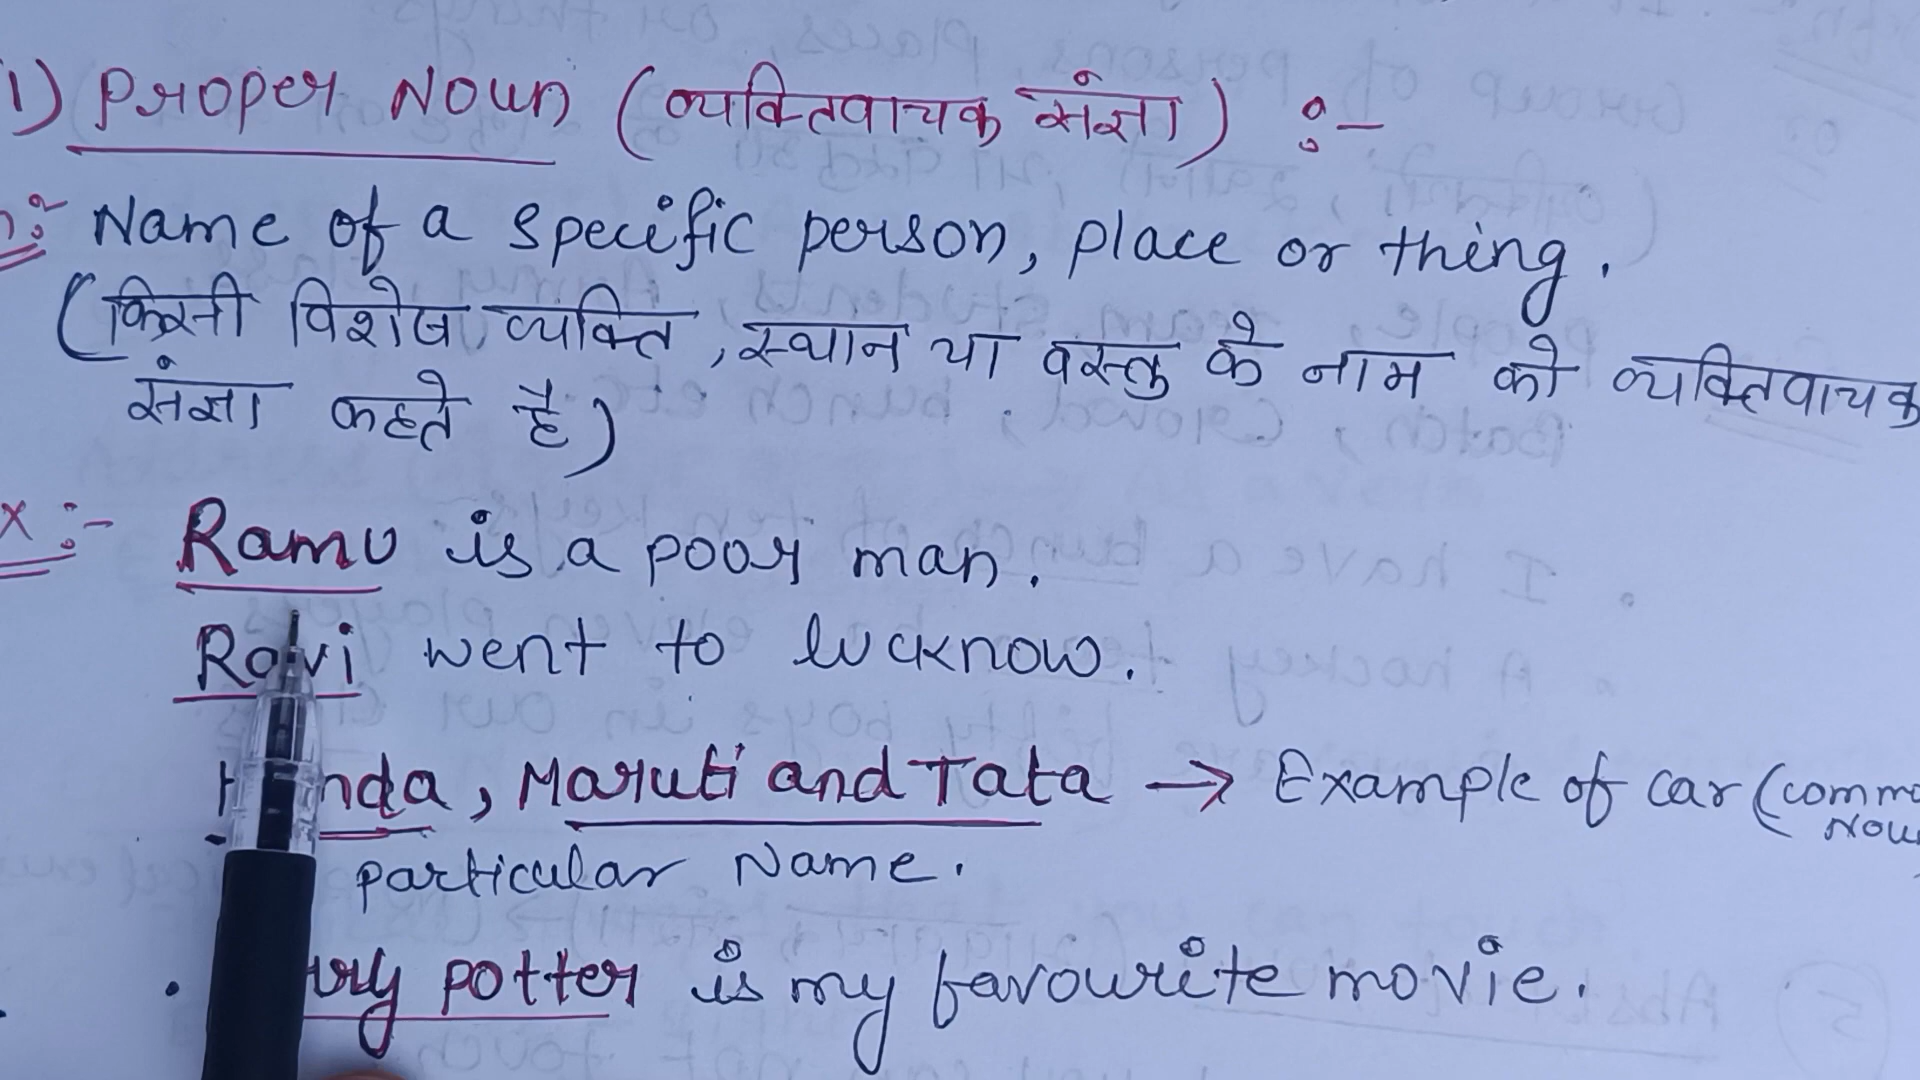 1) Proper Noun (व्यक्तिवाचक संज्ञा) :-
Name of a specific person, place or thing.
(किसी विशेष व्यक्ति, स्थान या वस्तु के नाम को व्यक्तिवाचक
संज्ञा कहते है)
x :- Ramu is a poor man.
Ravi went to lucknow.
nda, Maruti and Tata → Example of car (comm
Nou
particular Name.
. rry potter is my favourite movie.